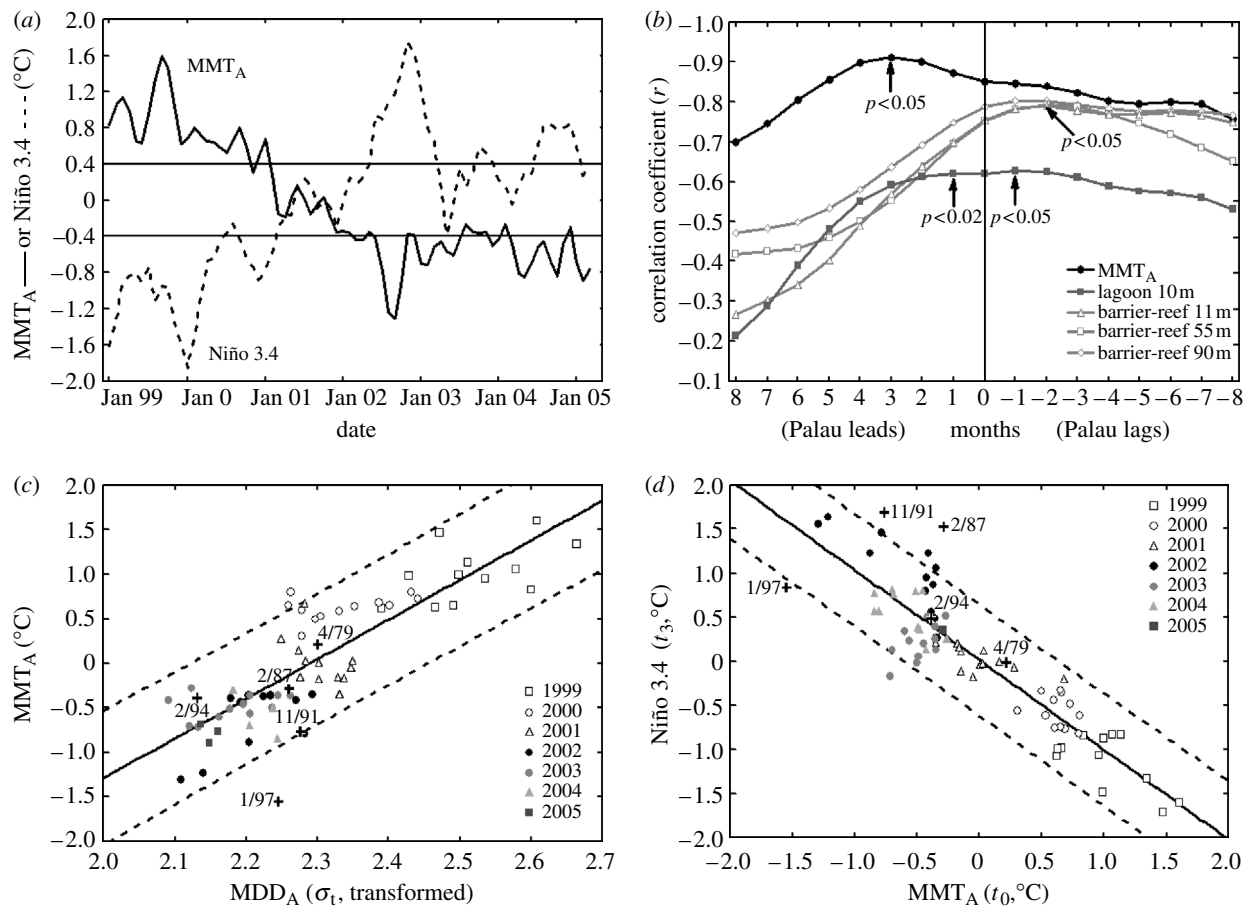 (a)
MMT_A — or Niño 3.4 ---- (°C)
2.0
1.6
1.2
0.8
0.4
0
−0.4
−0.8
−1.2
−1.6
−2.0
MMT_A
Niño 3.4
Jan 99 Jan 0 Jan 01 Jan 02 Jan 03 Jan 04 Jan 05
date
(b)
correlation coefficient (r)
−1.0
−0.9
−0.8
−0.7
−0.6
−0.5
−0.4
−0.3
−0.2
−0.1
p<0.05
p<0.05
p<0.02
p<0.05
MMT_A
lagoon 10 m
barrier-reef 11 m
barrier-reef 55 m
barrier-reef 90 m
8 7 6 5 4 3 2 1 0 −1 −2 −3 −4 −5 −6 −7 −8
(Palau leads) months (Palau lags)
(c)
MMT_A (°C)
2.0
1.5
1.0
0.5
0
−0.5
−1.0
−1.5
−2.0
4/79
2/87
2/94
11/91
1/97
1999
2000
2001
2002
2003
2004
2005
2.0 2.1 2.2 2.3 2.4 2.5 2.6 2.7
MDD_A (σ_t, transformed)
(d)
Niño 3.4 (t_3,°C)
2.0
1.5
1.0
0.5
0
−0.5
−1.0
−1.5
−2.0
11/91
2/87
1/97
2/94
4/79
1999
2000
2001
2002
2003
2004
2005
−2.0 −1.5 −1.0 −0.5 0 0.5 1.0 1.5 2.0
MMT_A (t_0,°C)